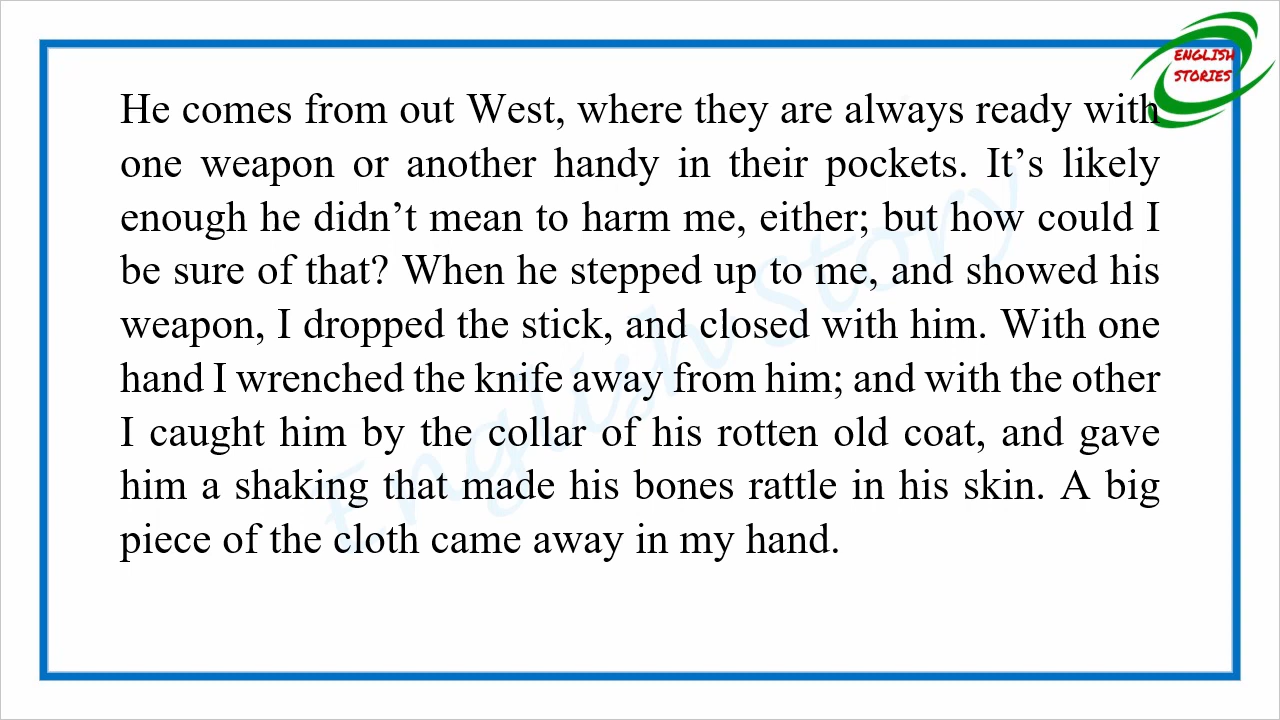 ENGLISH
STORIES
He comes from out West, where they are always ready with
one weapon or another handy in their pockets. It’s likely
enough he didn’t mean to harm me, either; but how could I
be sure of that? When he stepped up to me, and showed his
weapon, I dropped the stick, and closed with him. With one
hand I wrenched the knife away from him; and with the other
I caught him by the collar of his rotten old coat, and gave
him a shaking that made his bones rattle in his skin. A big
piece of the cloth came away in my hand.
English Story